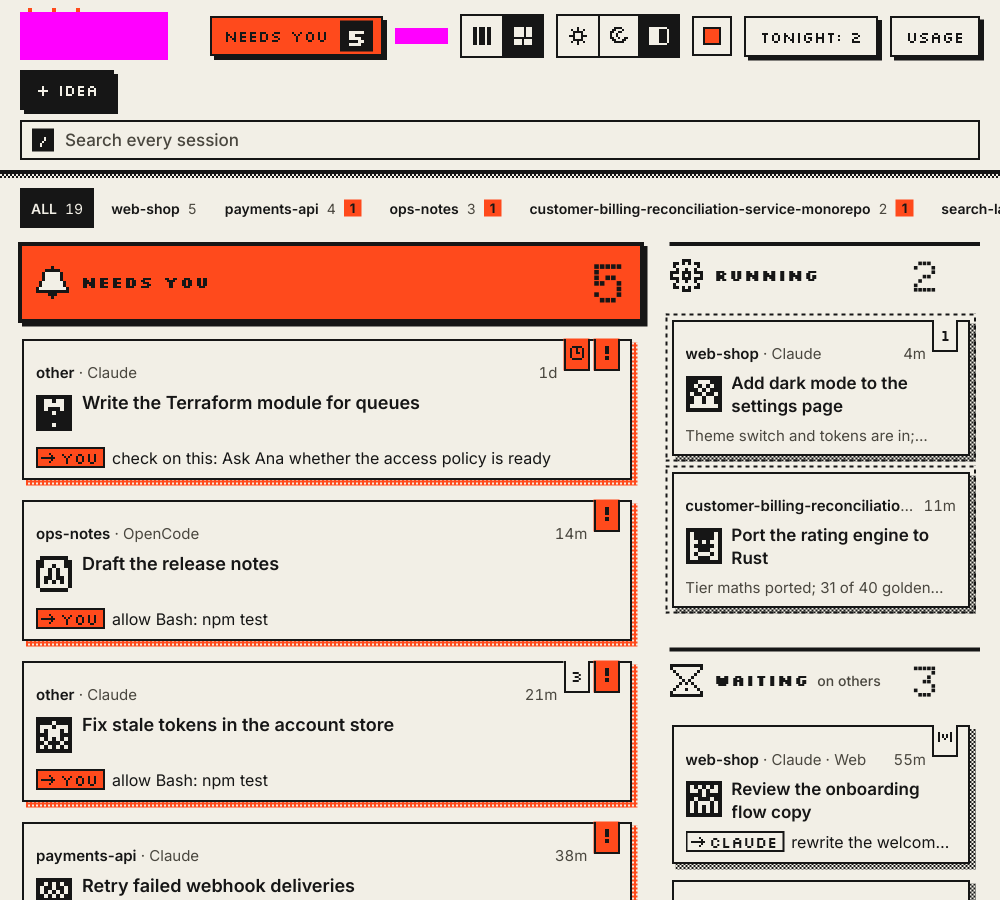 NEEDS YOU 5
TONIGHT: 2
USAGE
+ IDEA
/ Search every session
ALL 19 web-shop 5 payments-api 4 1 ops-notes 3 1 customer-billing-reconciliation-service-monorepo 2 1 search-la
NEEDS YOU 5
other · Claude 1d !
Write the Terraform module for queues
→ YOU check on this: Ask Ana whether the access policy is ready
ops-notes · OpenCode 14m !
Draft the release notes
→ YOU allow Bash: npm test
other · Claude 21m 3 !
Fix stale tokens in the account store
→ YOU allow Bash: npm test
payments-api · Claude 38m !
Retry failed webhook deliveries
RUNNING 2
web-shop · Claude 4m 1
Add dark mode to the
settings page
Theme switch and tokens are in;...
customer-billing-reconciliatio... 11m
Port the rating engine to
Rust
Tier maths ported; 31 of 40 golden...
WAITING on others 3
web-shop · Claude · Web 55m
Review the onboarding
flow copy
→ CLAUDE rewrite the welcom...